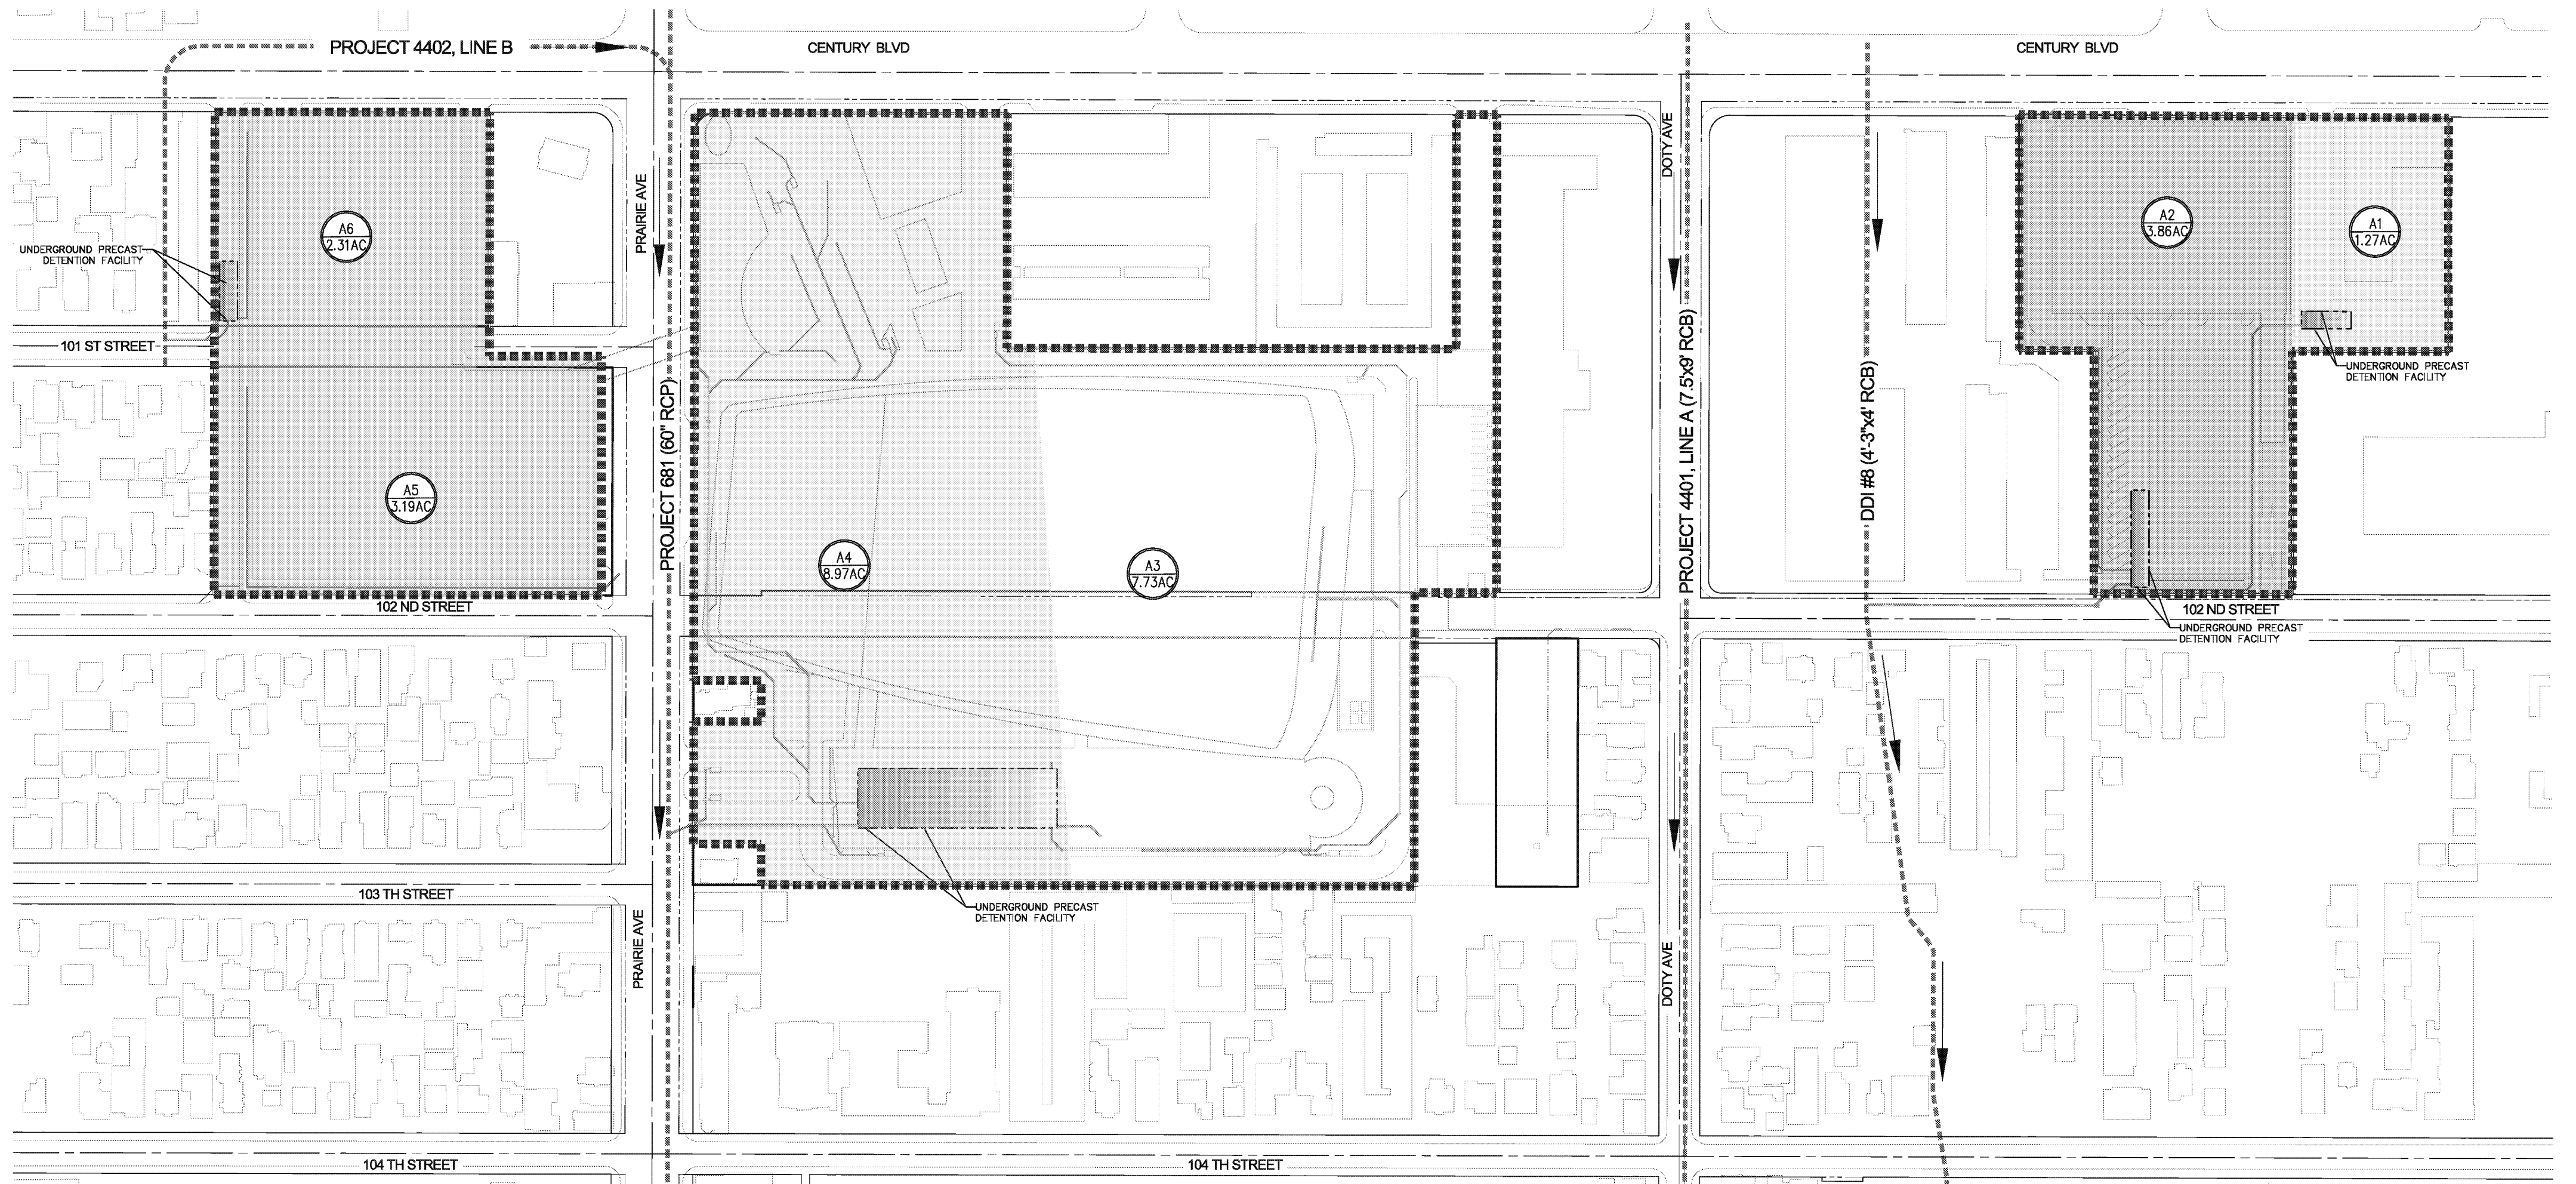 PROJECT 4402, LINE B
CENTURY BLVD
CENTURY BLVD
PRAIRIE AVE
DOTY AVE
A6
2.31AC
A2
3.86AC
A1
1.27AC
UNDERGROUND PRECAST
DETENTION FACILITY
101 ST STREET
UNDERGROUND PRECAST
DETENTION FACILITY
PROJECT 681 (60" RCP)
PROJECT 4401, LINE A (7.5'x9' RCB)
DDI #8 (4'-3"x4' RCB)
A5
3.19AC
A4
8.97AC
A3
7.73AC
102 ND STREET
102 ND STREET
UNDERGROUND PRECAST
DETENTION FACILITY
103 TH STREET
UNDERGROUND PRECAST
DETENTION FACILITY
PRAIRIE AVE
DOTY AVE
104 TH STREET
104 TH STREET